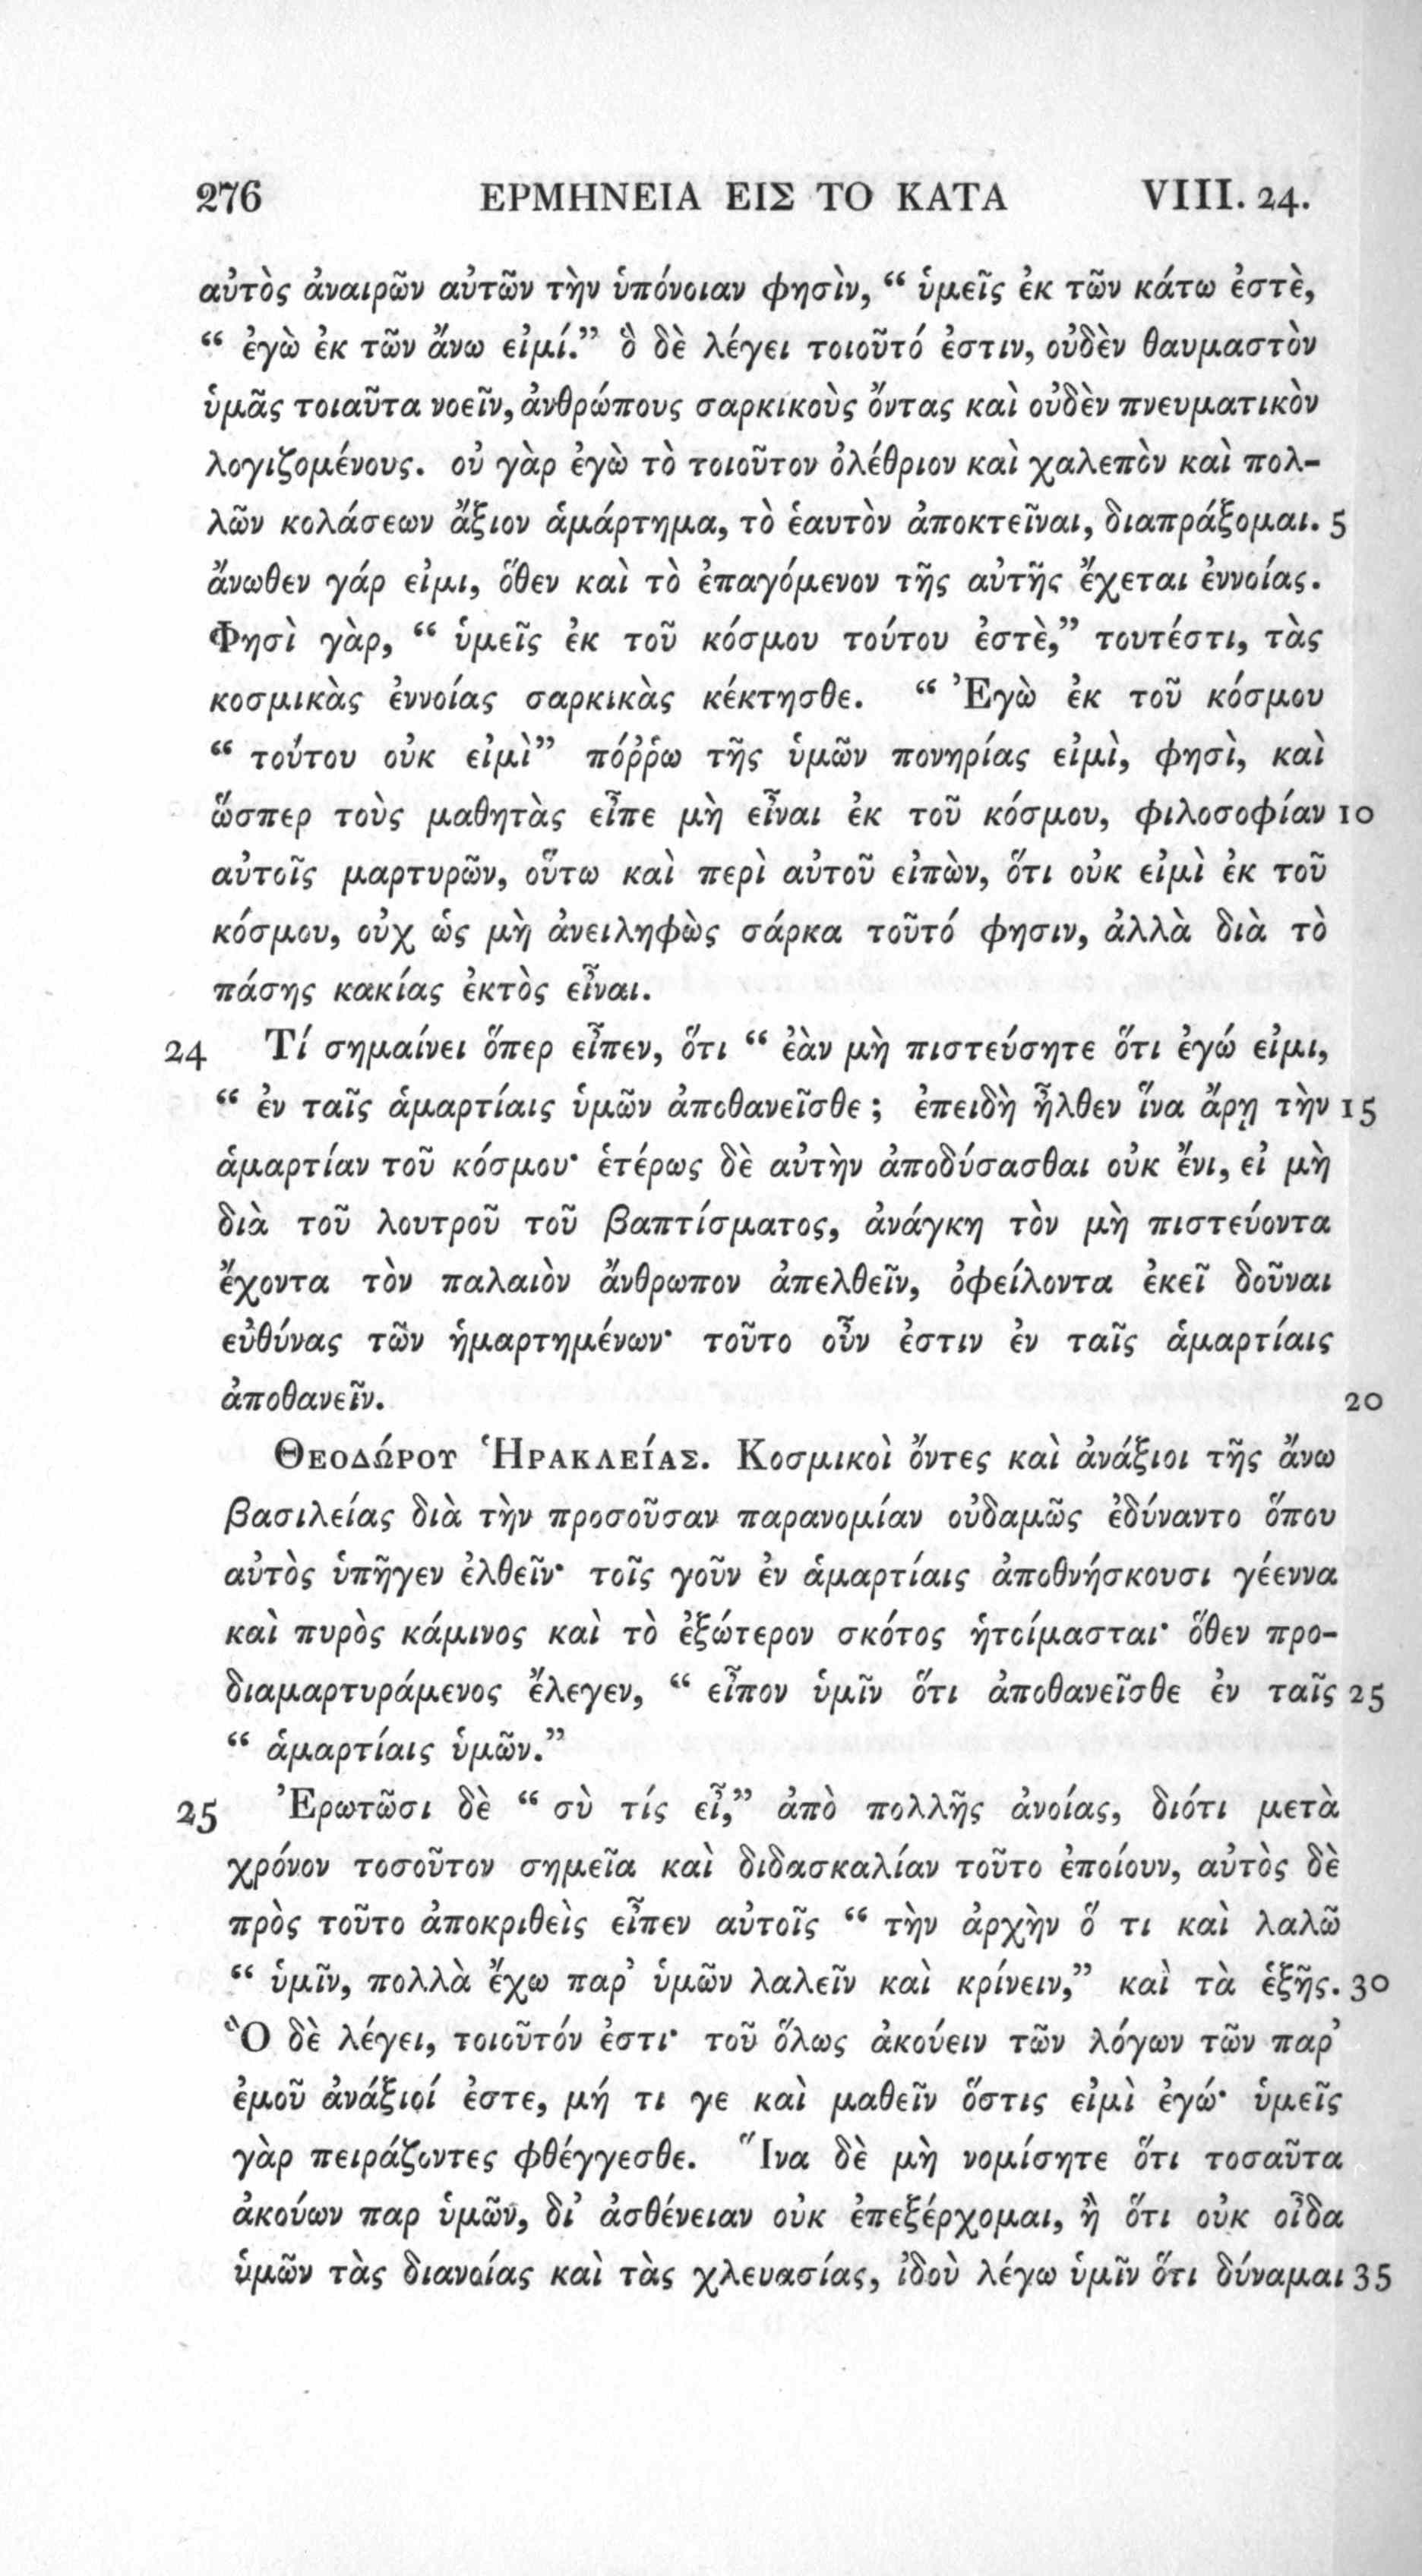 276 ΕΡΜΗΝΕΙΑ ΕΙΣ ΤΟ ΚΑΤΑ VIII. 24.
αὐτὸς ἀναιρῶν αὐτῶν τὴν ὑπόνοιαν φησὶν, “ ὑμεῖς ἐκ τῶν κάτω ἐστὲ,
“ ἐγὼ ἐκ τῶν ἄνω εἰμί.” ὃ δὲ λέγει τοιοῦτό ἐστιν, οὐδὲν θαυμαστὸν
ὑμᾶς τοιαῦτα νοεῖν, ἀνθρώπους σαρκικοὺς ὄντας καὶ οὐδὲν πνευματικὸν
λογιζομένους. οὐ γὰρ ἐγὼ τὸ τοιοῦτον ὀλέθριον καὶ χαλεπὸν καὶ πολ-
λῶν κολάσεων ἄξιον ἁμάρτημα, τὸ ἑαυτὸν ἀποκτεῖναι, διαπράξομαι. 5
ἄνωθεν γάρ εἰμι, ὅθεν καὶ τὸ ἐπαγόμενον τῆς αὐτῆς ἔχεται ἐννοίας.
Φησὶ γὰρ, “ ὑμεῖς ἐκ τοῦ κόσμου τούτου ἐστὲ,” τουτέστι, τὰς
κοσμικὰς ἐννοίας σαρκικὰς κέκτησθε. “ Ἐγὼ ἐκ τοῦ κόσμου
“ τούτου οὐκ εἰμὶ” πόῤῥω τῆς ὑμῶν πονηρίας εἰμὶ, φησὶ, καὶ
ὥσπερ τοὺς μαθητὰς εἶπε μὴ εἶναι ἐκ τοῦ κόσμου, φιλοσοφίαν 10
αὐτοῖς μαρτυρῶν, οὕτω καὶ περὶ αὐτοῦ εἰπὼν, ὅτι οὐκ εἰμὶ ἐκ τοῦ
κόσμου, οὐχ ὡς μὴ ἀνειληφὼς σάρκα τοῦτό φησιν, ἀλλὰ διὰ τὸ
πάσης κακίας ἐκτὸς εἶναι.
24 Τί σημαίνει ὅπερ εἶπεν, ὅτι “ ἐὰν μὴ πιστεύσητε ὅτι ἐγώ εἰμι,
“ ἐν ταῖς ἁμαρτίαις ὑμῶν ἀποθανεῖσθε ; ἐπειδὴ ἦλθεν ἵνα ἄρῃ τὴν 15
ἁμαρτίαν τοῦ κόσμου· ἑτέρως δὲ αὐτὴν ἀποδύσασθαι οὐκ ἔνι, εἰ μὴ
διὰ τοῦ λουτροῦ τοῦ βαπτίσματος, ἀνάγκη τὸν μὴ πιστεύοντα
ἔχοντα τὸν παλαιὸν ἄνθρωπον ἀπελθεῖν, ὀφείλοντα ἐκεῖ δοῦναι
εὐθύνας τῶν ἡμαρτημένων· τοῦτο οὖν ἐστιν ἐν ταῖς ἁμαρτίαις
ἀποθανεῖν. 20
ΘΕΟΔΏΡΟΥ ἩΡΑΚΛΕΊΑΣ. Κοσμικοὶ ὄντες καὶ ἀνάξιοι τῆς ἄνω
βασιλείας διὰ τὴν προσοῦσαν παρανομίαν οὐδαμῶς ἐδύναντο ὅπου
αὐτὸς ὑπῆγεν ἐλθεῖν· τοῖς γοῦν ἐν ἁμαρτίαις ἀποθνήσκουσι γέεννα
καὶ πυρὸς κάμινος καὶ τὸ ἐξώτερον σκότος ἡτοίμασται· ὅθεν προ-
διαμαρτυράμενος ἔλεγεν, “ εἶπον ὑμῖν ὅτι ἀποθανεῖσθε ἐν ταῖς 25
“ ἁμαρτίαις ὑμῶν.”
25 Ἐρωτῶσι δὲ “ σὺ τίς εἶ,” ἀπὸ πολλῆς ἀνοίας, διότι μετὰ
χρόνον τοσοῦτον σημεῖα καὶ διδασκαλίαν τοῦτο ἐποίουν, αὐτὸς δὲ
πρὸς τοῦτο ἀποκριθεὶς εἶπεν αὐτοῖς “ τὴν ἀρχὴν ὅ τι καὶ λαλῶ
“ ὑμῖν, πολλὰ ἔχω παρ’ ὑμῶν λαλεῖν καὶ κρίνειν,” καὶ τὰ ἑξῆς. 30
Ὃ δὲ λέγει, τοιοῦτόν ἐστι· τοῦ ὅλως ἀκούειν τῶν λόγων τῶν παρ’
ἐμοῦ ἀνάξιοί ἐστε, μή τι γε καὶ μαθεῖν ὅστις εἰμὶ ἐγώ· ὑμεῖς
γὰρ πειράζοντες φθέγγεσθε. Ἵνα δὲ μὴ νομίσητε ὅτι τοσαῦτα
ἀκούων παρ ὑμῶν, δι’ ἀσθένειαν οὐκ ἐπεξέρχομαι, ἢ ὅτι οὐκ οἶδα
ὑμῶν τὰς διανοίας καὶ τὰς χλευασίας, ἰδοὺ λέγω ὑμῖν ὅτι δύναμαι 35